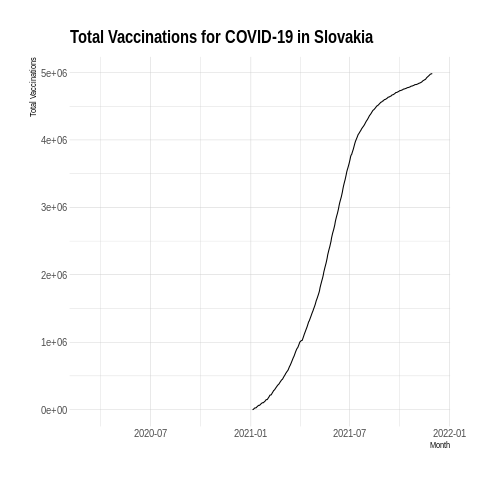 Total Vaccinations for COVID-19 in Slovakia
Total Vaccinations
5e+06
4e+06
3e+06
2e+06
1e+06
0e+00
2020-07
2021-01
2021-07
2022-01
Month